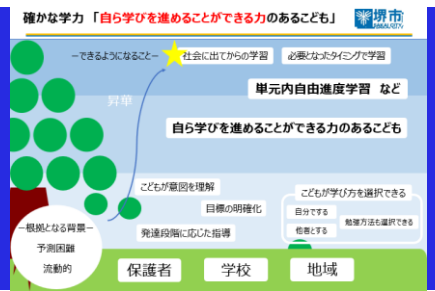 確かな学力 「自ら学びを進めることができる力のあるこども」
堺市
－できるようになること－
社会に出てからの学習
必要となったタイミングで学習
単元内自由進度学習 など
昇華
自ら学びを進めることができる力のあるこども
こどもが意図を理解
目標の明確化
発達段階に応じた指導
こどもが学び方を選択できる
自分でする
他者とする
勉強方法も選択できる
－根拠となる背景－
予測困難
流動的
保護者
学校
地域